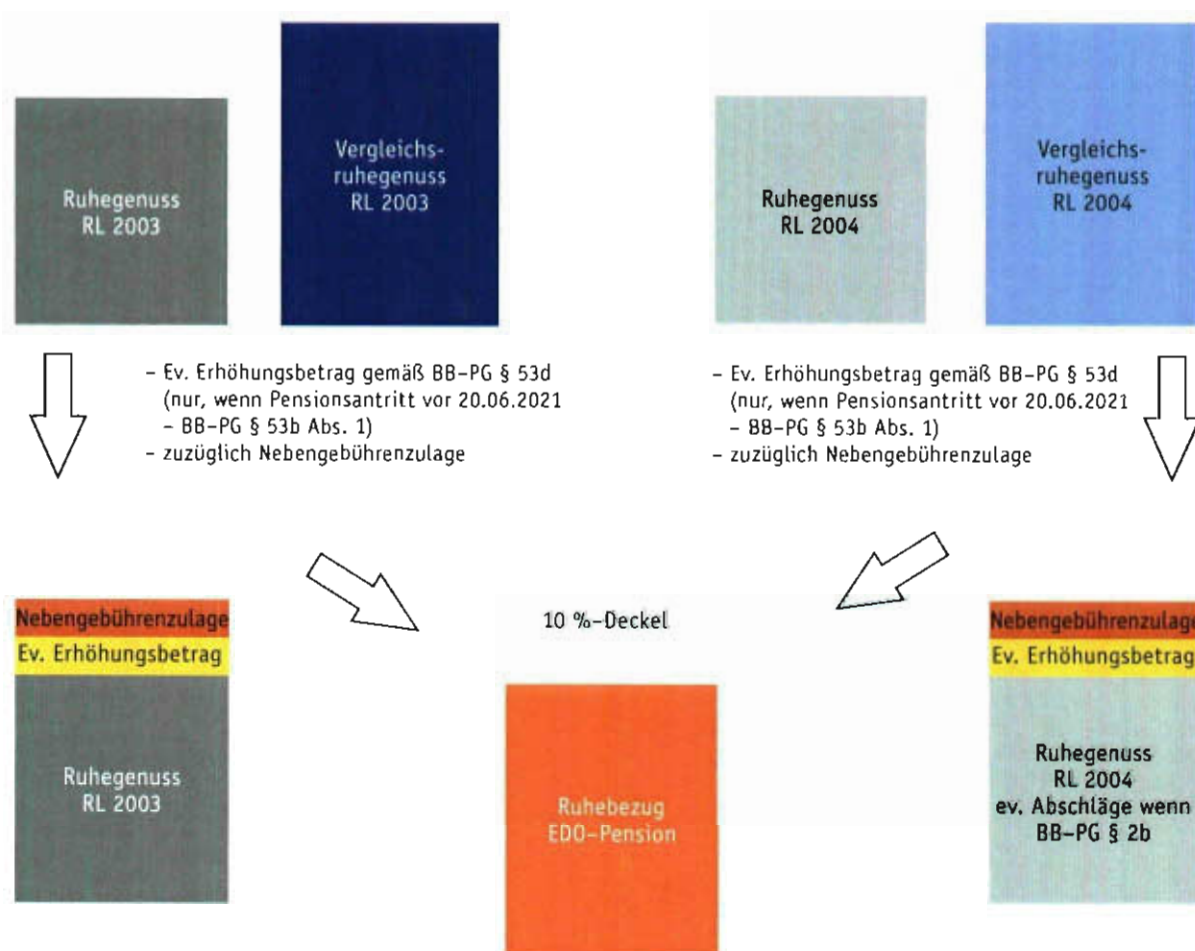 Ruhegenuss
RL 2003
Vergleichs-
ruhegenuss
RL 2003
Ruhegenuss
RL 2004
Vergleichs-
ruhegenuss
RL 2004
– Ev. Erhöhungsbetrag gemäß BB-PG § 53d
(nur, wenn Pensionsantritt vor 20.06.2021
– BB-PG § 53b Abs. 1)
– zuzüglich Nebengebührenzulage
– Ev. Erhöhungsbetrag gemäß BB-PG § 53d
(nur, wenn Pensionsantritt vor 20.06.2021
– BB-PG § 53b Abs. 1)
– zuzüglich Nebengebührenzulage
Nebengebührenzulage
Ev. Erhöhungsbetrag
Ruhegenuss
RL 2003
10 %-Deckel
Ruhebezug
EDO-Pension
Nebengebührenzulage
Ev. Erhöhungsbetrag
Ruhegenuss
RL 2004
ev. Abschläge wenn
BB-PG § 2b